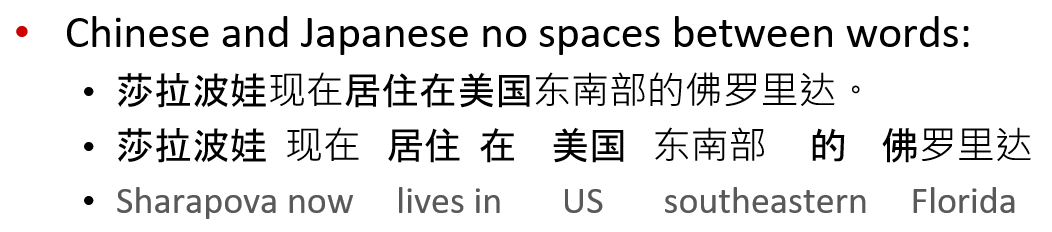 Chinese and Japanese no spaces between words:
莎拉波娃现在居住在美国东南部的佛罗里达。
莎拉波娃 现在 居住 在 美国 东南部 的 佛罗里达
Sharapova now lives in US southeastern Florida